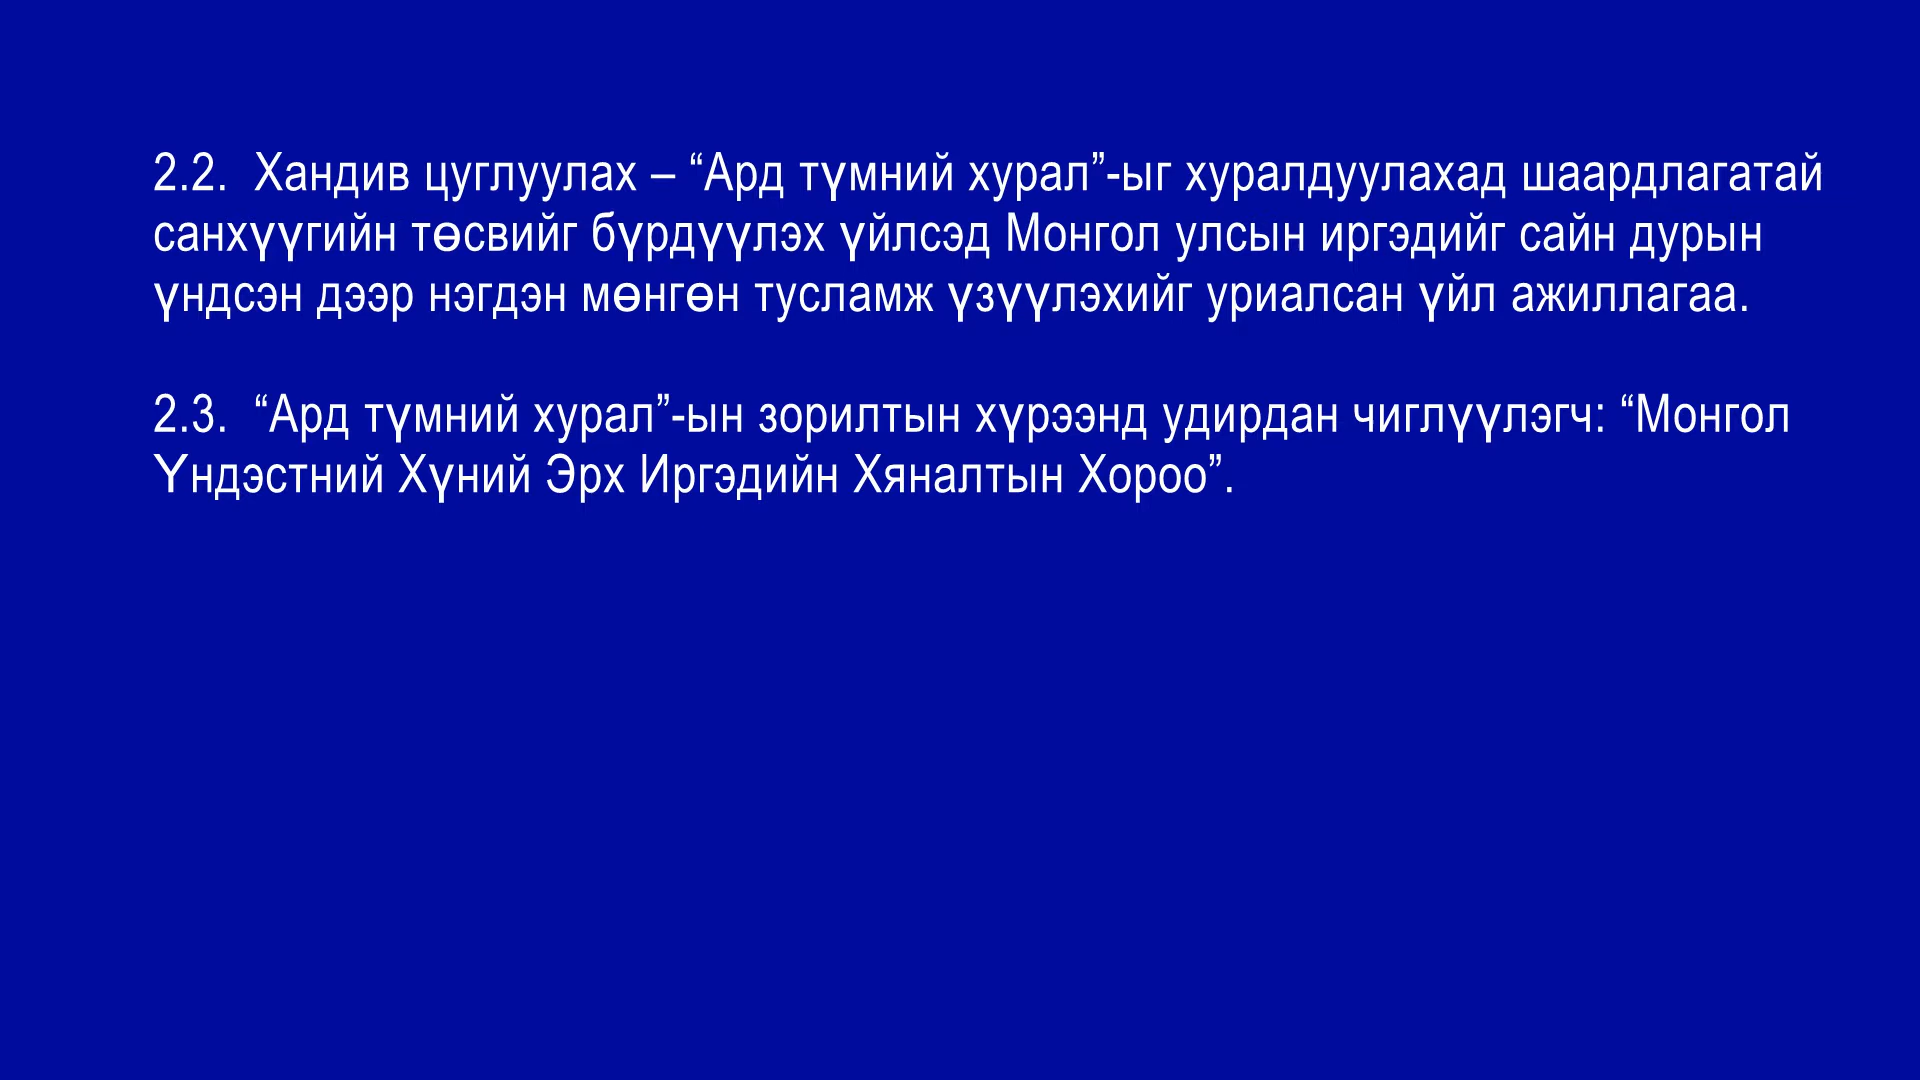 2.2.  Хандив цуглуулах – “Ард түмний хурал”-ыг хуралдуулахад шаардлагатай
санхүүгийн төсвийг бүрдүүлэх үйлсэд Монгол улсын иргэдийг сайн дурын
үндсэн дээр нэгдэн мөнгөн тусламж үзүүлэхийг уриалсан үйл ажиллагаа.
2.3.  “Ард түмний хурал”-ын зорилтын хүрээнд удирдан чиглүүлэгч: “Монгол
Үндэстний Хүний Эрх Иргэдийн Хяналтын Хороо”.